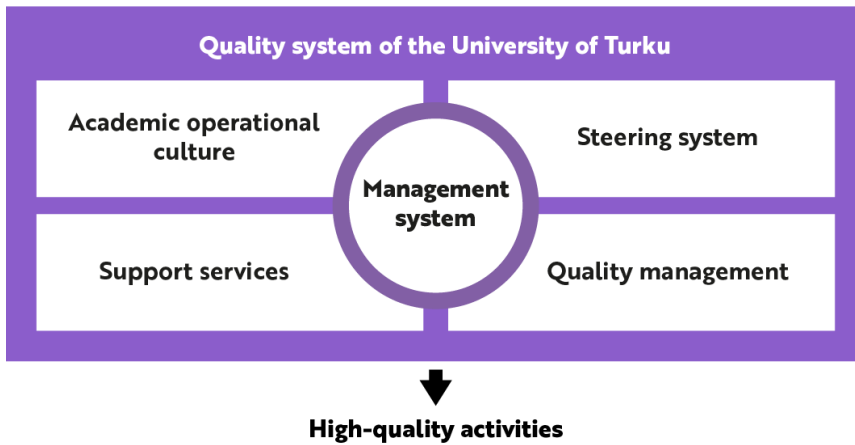 Quality system of the University of Turku
Academic operational
culture
Steering system
Management
system
Support services
Quality management
High-quality activities